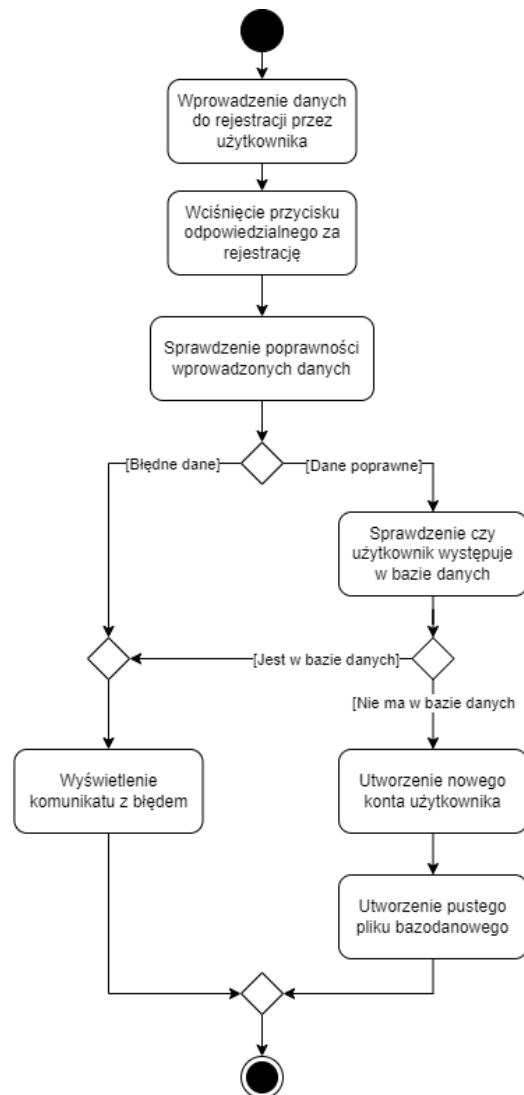 Wprowadzenie danych
do rejestracji przez
użytkownika
Wciśnięcie przycisku
odpowiedzialnego za
rejestrację
Sprawdzenie poprawności
wprowadzonych danych
[Błędne dane]
[Dane poprawne]
Sprawdzenie czy
użytkownik występuje
w bazie danych
[Jest w bazie danych]
[Nie ma w bazie danych
Wyświetlenie
komunikatu z błędem
Utworzenie nowego
konta użytkownika
Utworzenie pustego
pliku bazodanowego